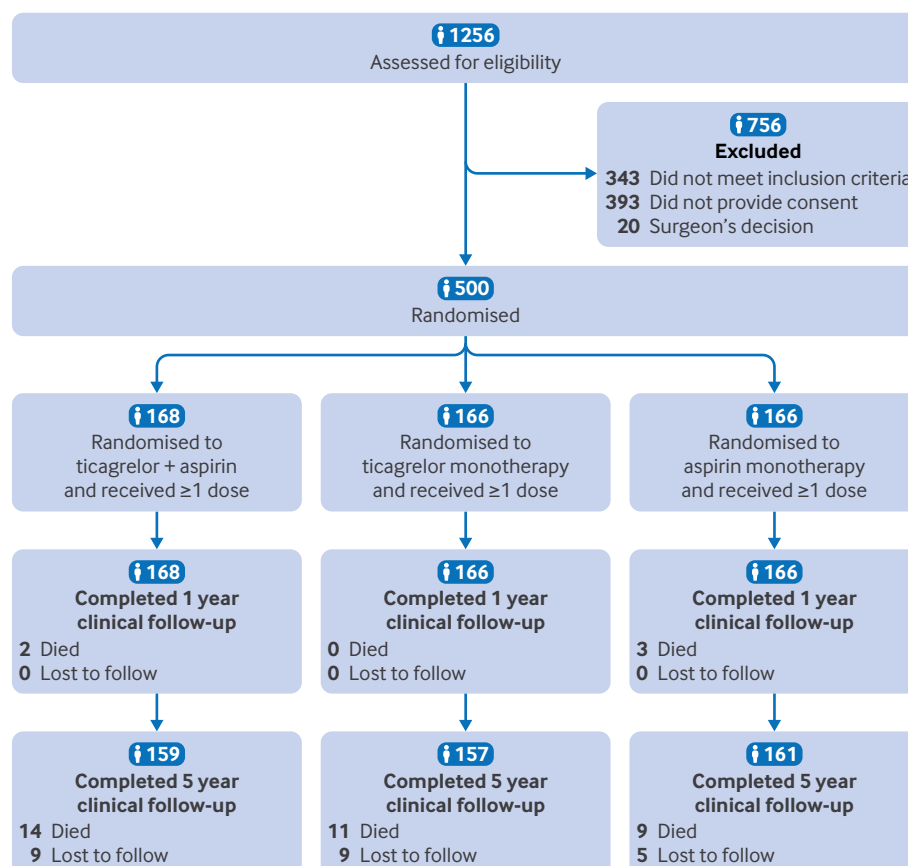 1256
Assessed for eligibility
756
Excluded
343 Did not meet inclusion criteria
393 Did not provide consent
20 Surgeon's decision
500
Randomised
168
Randomised to
ticagrelor + aspirin
and received ≥1 dose
166
Randomised to
ticagrelor monotherapy
and received ≥1 dose
166
Randomised to
aspirin monotherapy
and received ≥1 dose
168
Completed 1 year
clinical follow-up
2 Died
0 Lost to follow
166
Completed 1 year
clinical follow-up
0 Died
0 Lost to follow
166
Completed 1 year
clinical follow-up
3 Died
0 Lost to follow
159
Completed 5 year
clinical follow-up
14 Died
9 Lost to follow
157
Completed 5 year
clinical follow-up
11 Died
9 Lost to follow
161
Completed 5 year
clinical follow-up
9 Died
5 Lost to follow